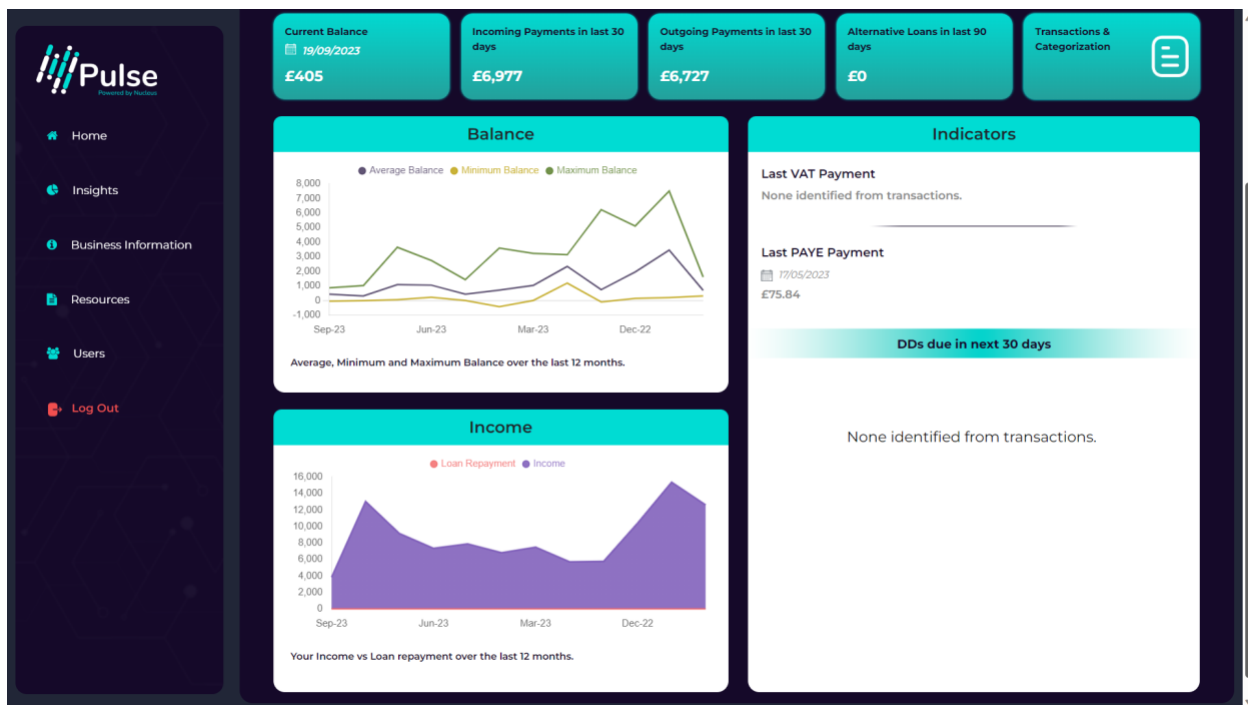 Pulse
Powered by Nucleus
Home
Insights
Business Information
Resources
Users
Log Out
Current Balance
19/09/2023
£405
Incoming Payments in last 30
days
£6,977
Outgoing Payments in last 30
days
£6,727
Alternative Loans in last 90
days
£0
Transactions &
Categorization
Balance
Average Balance Minimum Balance Maximum Balance
8,000
7,000
6,000
5,000
4,000
3,000
2,000
1,000
0
-1,000
Sep-23 Jun-23 Mar-23 Dec-22
Average, Minimum and Maximum Balance over the last 12 months.
Income
Loan Repayment Income
16,000
14,000
12,000
10,000
8,000
6,000
4,000
2,000
0
Sep-23 Jun-23 Mar-23 Dec-22
Your Income vs Loan repayment over the last 12 months.
Indicators
Last VAT Payment
None identified from transactions.
Last PAYE Payment
17/05/2023
£75.84
DDs due in next 30 days
None identified from transactions.